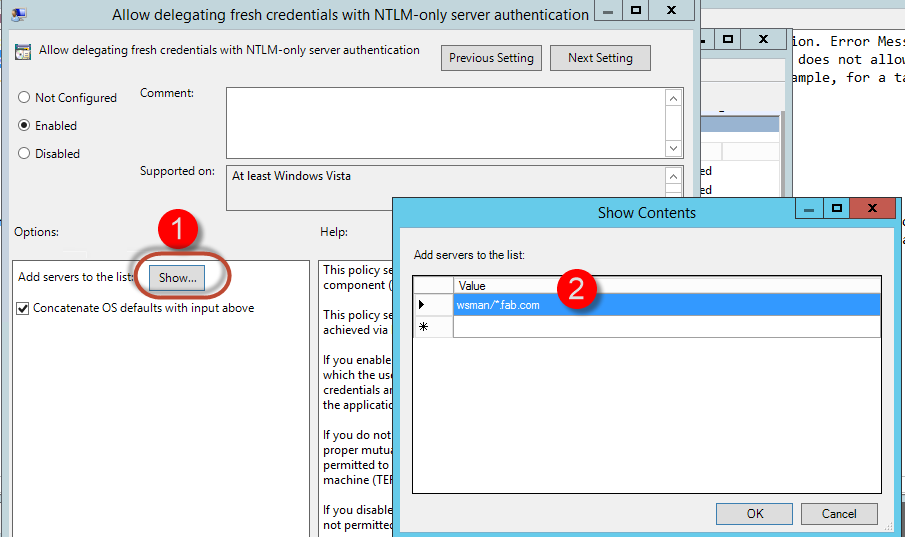 Allow delegating fresh credentials with NTLM-only server authentication
Allow delegating fresh credentials with NTLM-only server authentication
Previous Setting
Next Setting
Not Configured
Enabled
Disabled
Comment:
Supported on:
At least Windows Vista
Options:
Help:
1
Add servers to the list:
Show...
Concatenate OS defaults with input above
This policy se
component (
This policy se
achieved via
If you enable
which the use
credentials ar
the applicatio
If you do not
proper mutua
permitted to
machine (TER
If you disable
not permitted
ion. Error Mess
does not allow
ample, for a ta
ed
ed
Show Contents
Add servers to the list:
Value
2
wsman/*.fab.com
OK
Cancel